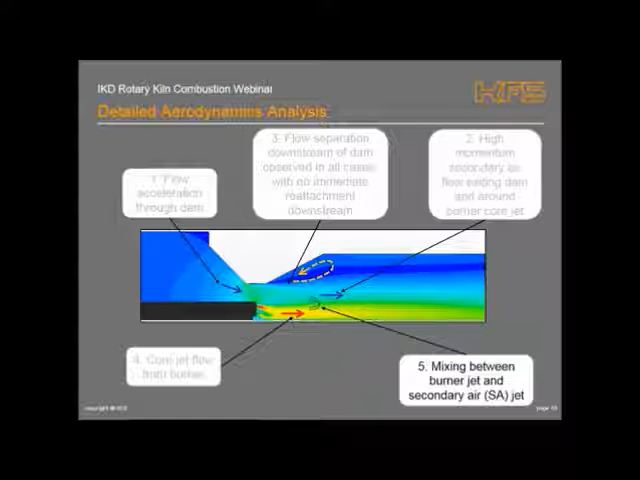 IKD Rotary Kiln Combustion Webinar
KFS
Detailed Aerodynamics Analysis
1. Flow
acceleration
through dam
3. Flow separation
downstream of dam
observed in all cases
with no immediate
reattachment
downstream
2. High
momentum
secondary air
flow exiting dam
and around
burner core jet
4. Core jet flow
from burner
5. Mixing between
burner jet and
secondary air (SA) jet
copyright @ KFS
page